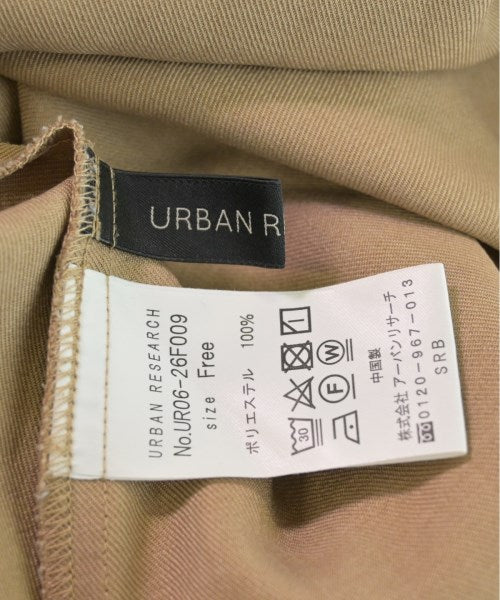 URBAN R
URBAN RESEARCH
No.UR06-26F009
size Free
ポリエステル 100%
30
F W
中国製
株式会社 アーバンリサーチ
0120-967-013
SRB